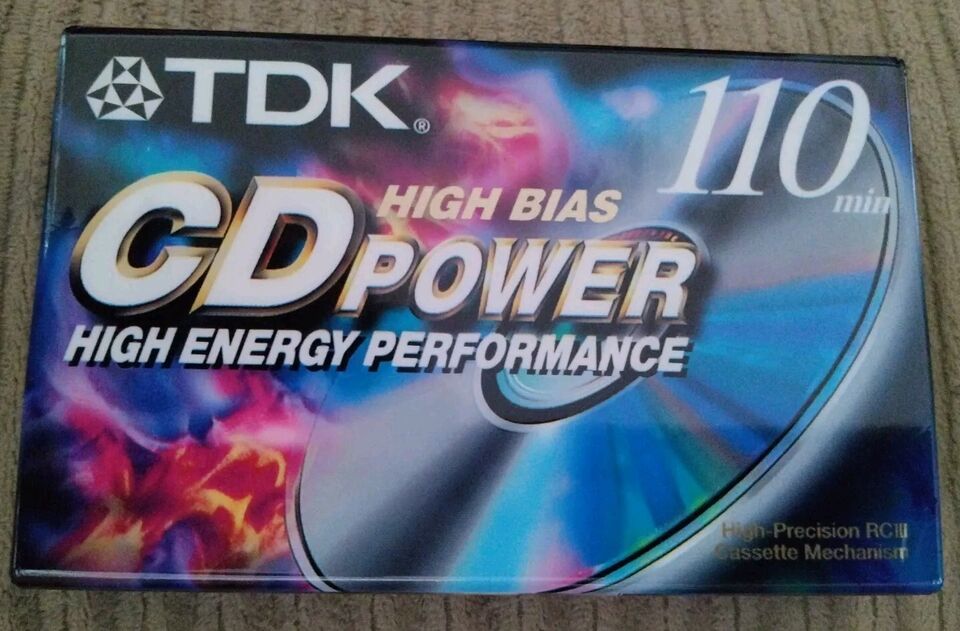 TDK®
110 min
HIGH BIAS
CD POWER
HIGH ENERGY PERFORMANCE
High-Precision RCIII
Cassette Mechanism